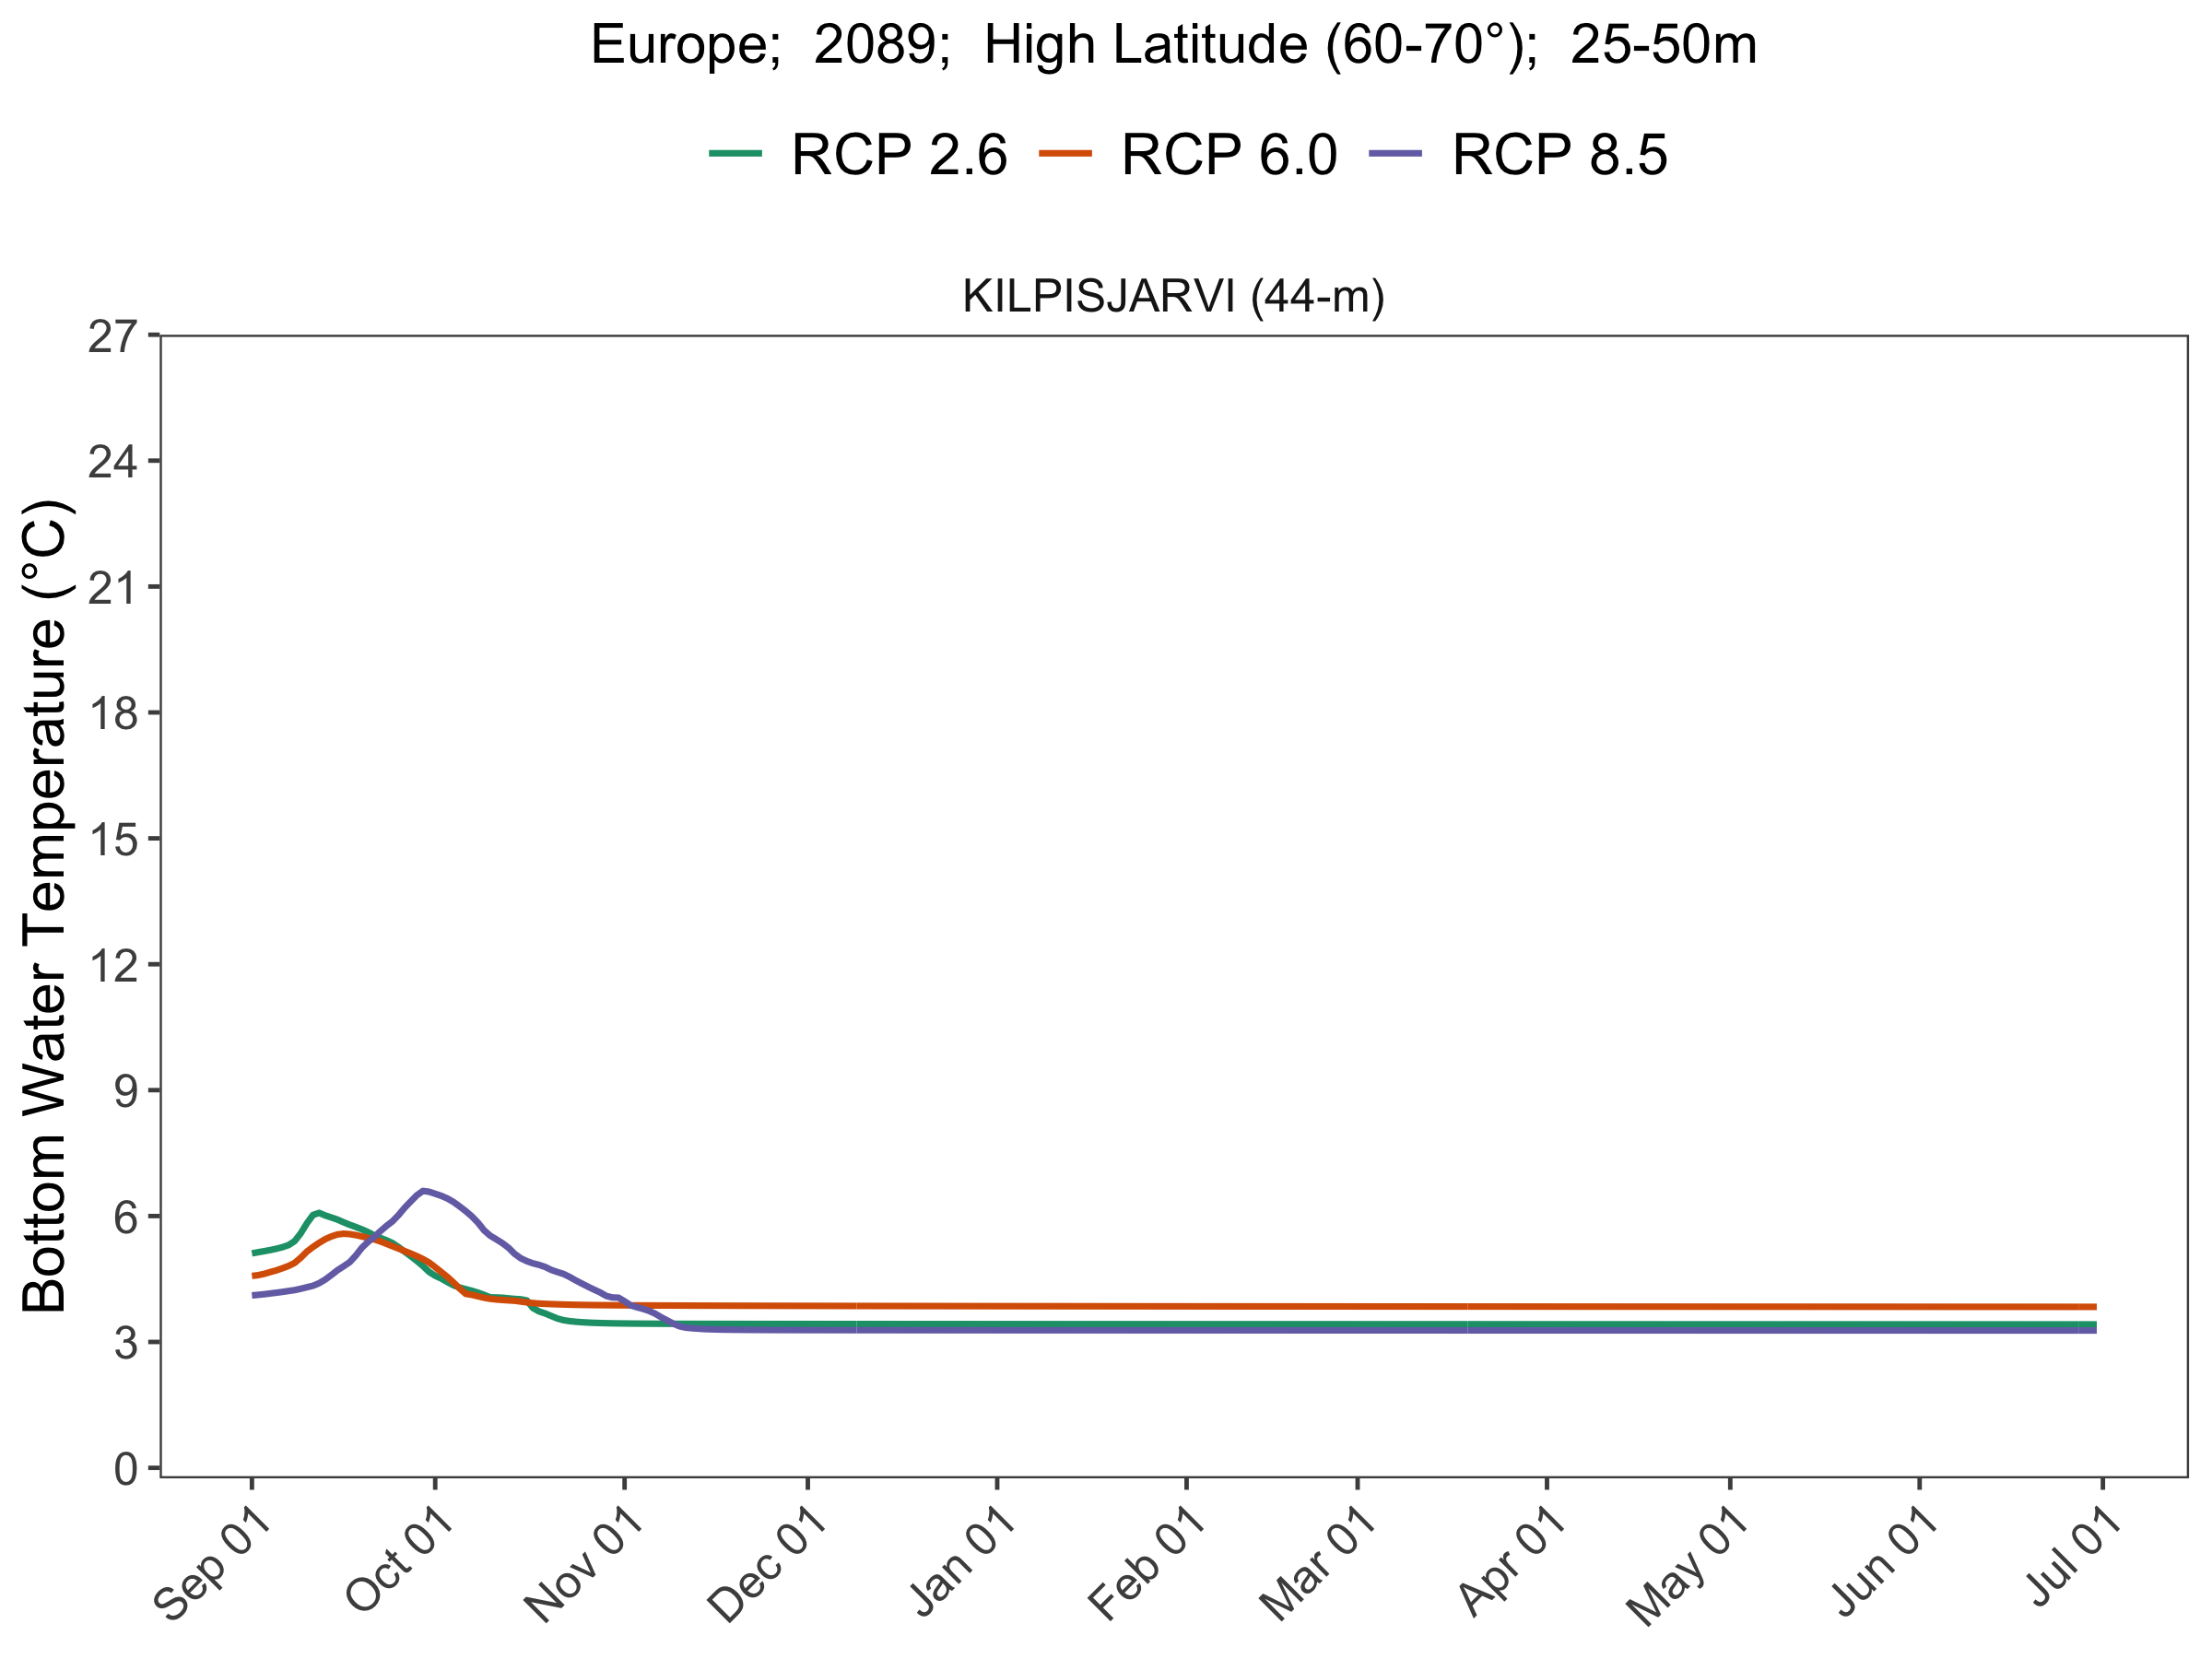 Europe;  2089;  High Latitude (60-70°);  25-50m
RCP 2.6 RCP 6.0 RCP 8.5
KILPISJARVI (44-m)
Bottom Water Temperature (°C)
27
24
21
18
15
12
9
6
3
0
Sep 01 Oct 01 Nov 01 Dec 01 Jan 01 Feb 01 Mar 01 Apr 01 May 01 Jun 01 Jul 01